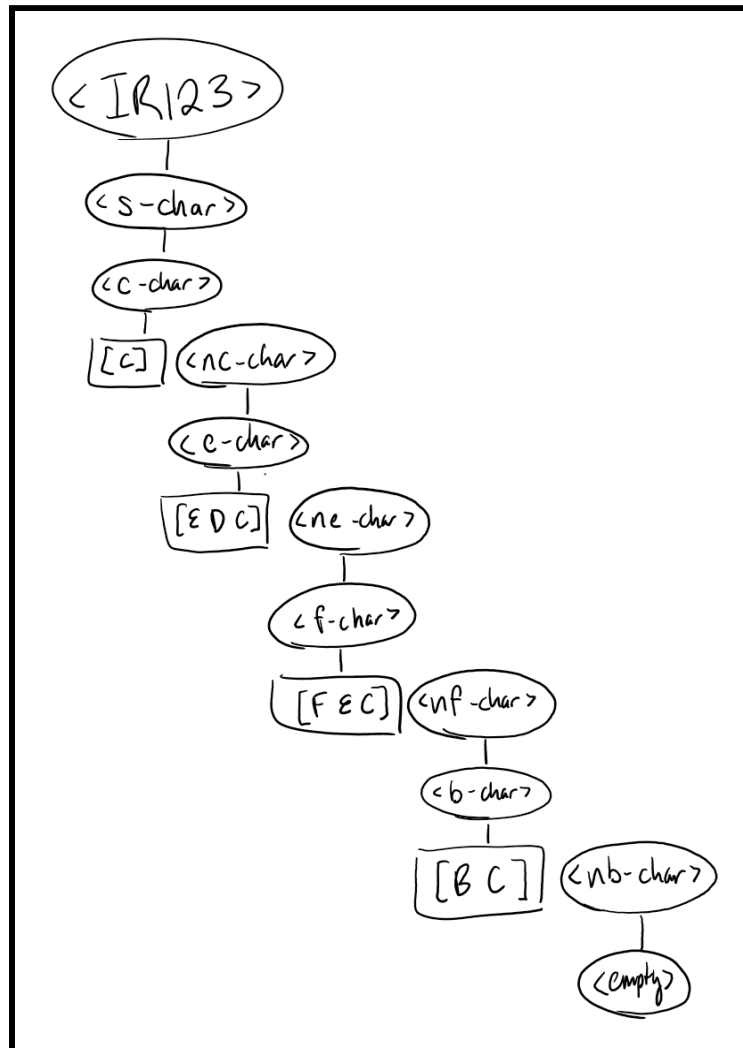 <IR123>
<s-char>
<c-char>
[C] <nc-char>
<e-char>
[E D C] <ne-char>
<f-char>
[F E C] <nf-char>
<b-char>
[B C] <nb-char>
<empty>